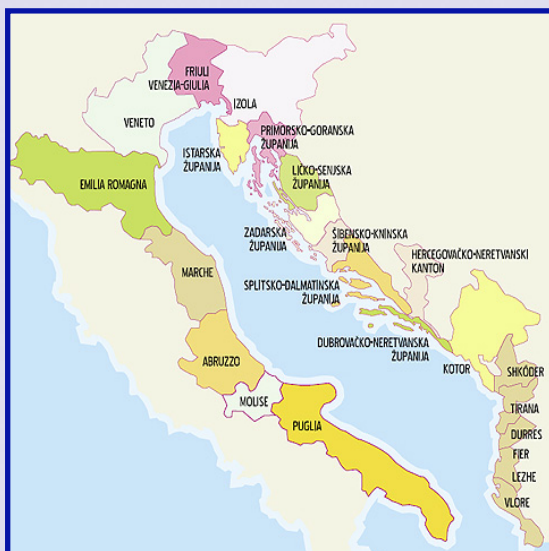 FRIULI
VENEZIA-GIULIA
IZOLA
VENETO
PRIMORSKO-GORANSKA
ŽUPANIJA
ISTARSKA
ŽUPANIJA
LIČKO-SENJSKA
ŽUPANIJA
EMILIA ROMAGNA
ZADARSKA
ŽUPANIJA
ŠIBENSKO-KNINSKA
ŽUPANIJA
HERCEGOVAČKO-NERETVANSKI
KANTON
MARCHE
SPLITSKO-DALMATINSKA
ŽUPANIJA
DUBROVAČKO-NERETVANSKA
ŽUPANIJA
ABRUZZO
KOTOR
SHKÖDER
MOLISE
TIRANA
PUGLIA
DURRES
FIER
LEZHE
VLORE